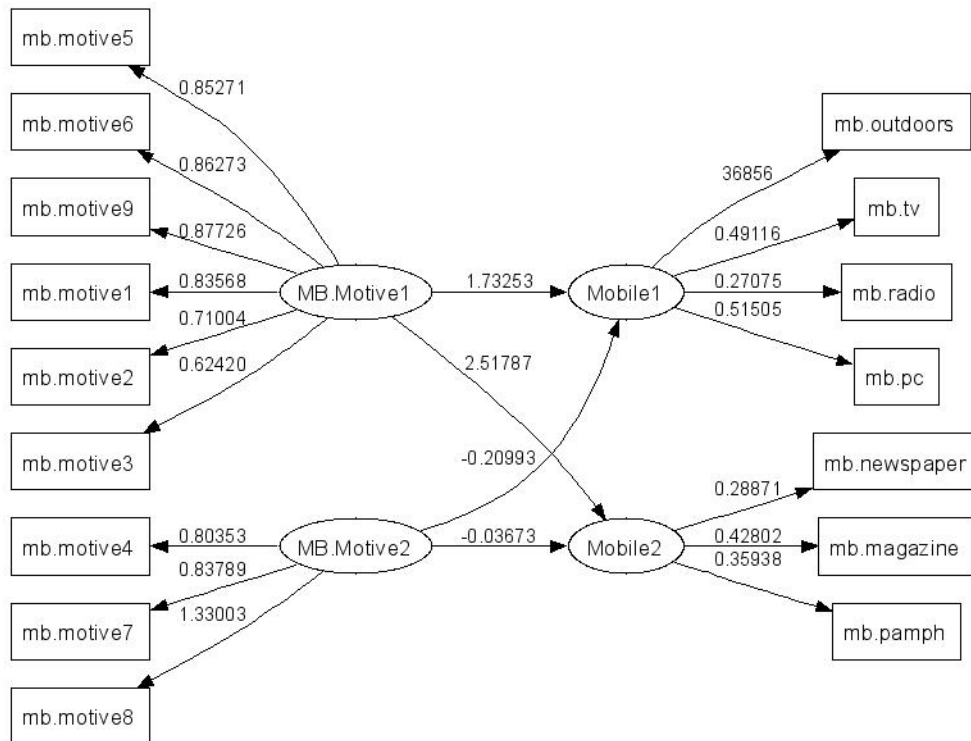 mb.motive5
0.85271
mb.motive6
mb.outdoors
0.86273
36856
mb.motive9
mb.tv
0.87726
0.49116
mb.motive1
0.83568
MB.Motive1
1.73253
Mobile1
0.27075
mb.radio
0.71004
0.51505
mb.motive2
0.62420
2.51787
mb.pc
mb.motive3
-0.20993
mb.newspaper
0.28871
mb.motive4
0.80353
MB.Motive2
-0.03673
Mobile2
0.42802
mb.magazine
0.83789
0.35938
mb.motive7
1.33003
mb.pamph
mb.motive8